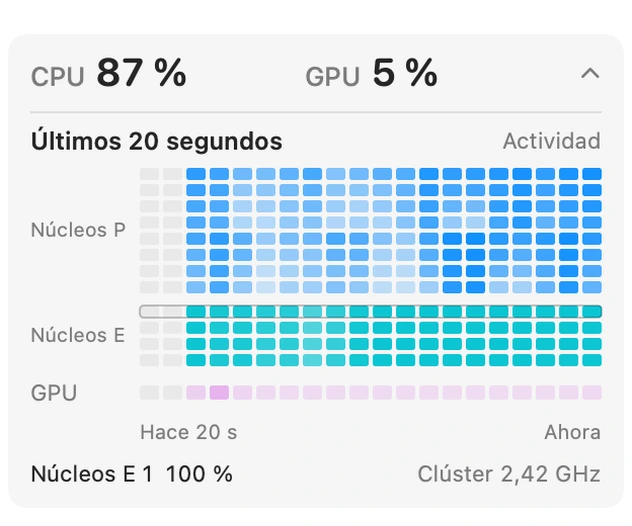 CPU 87 % GPU 5 %
Últimos 20 segundos Actividad
Núcleos P
Núcleos E
GPU
Hace 20 s Ahora
Núcleos E 1 100 % Clúster 2,42 GHz